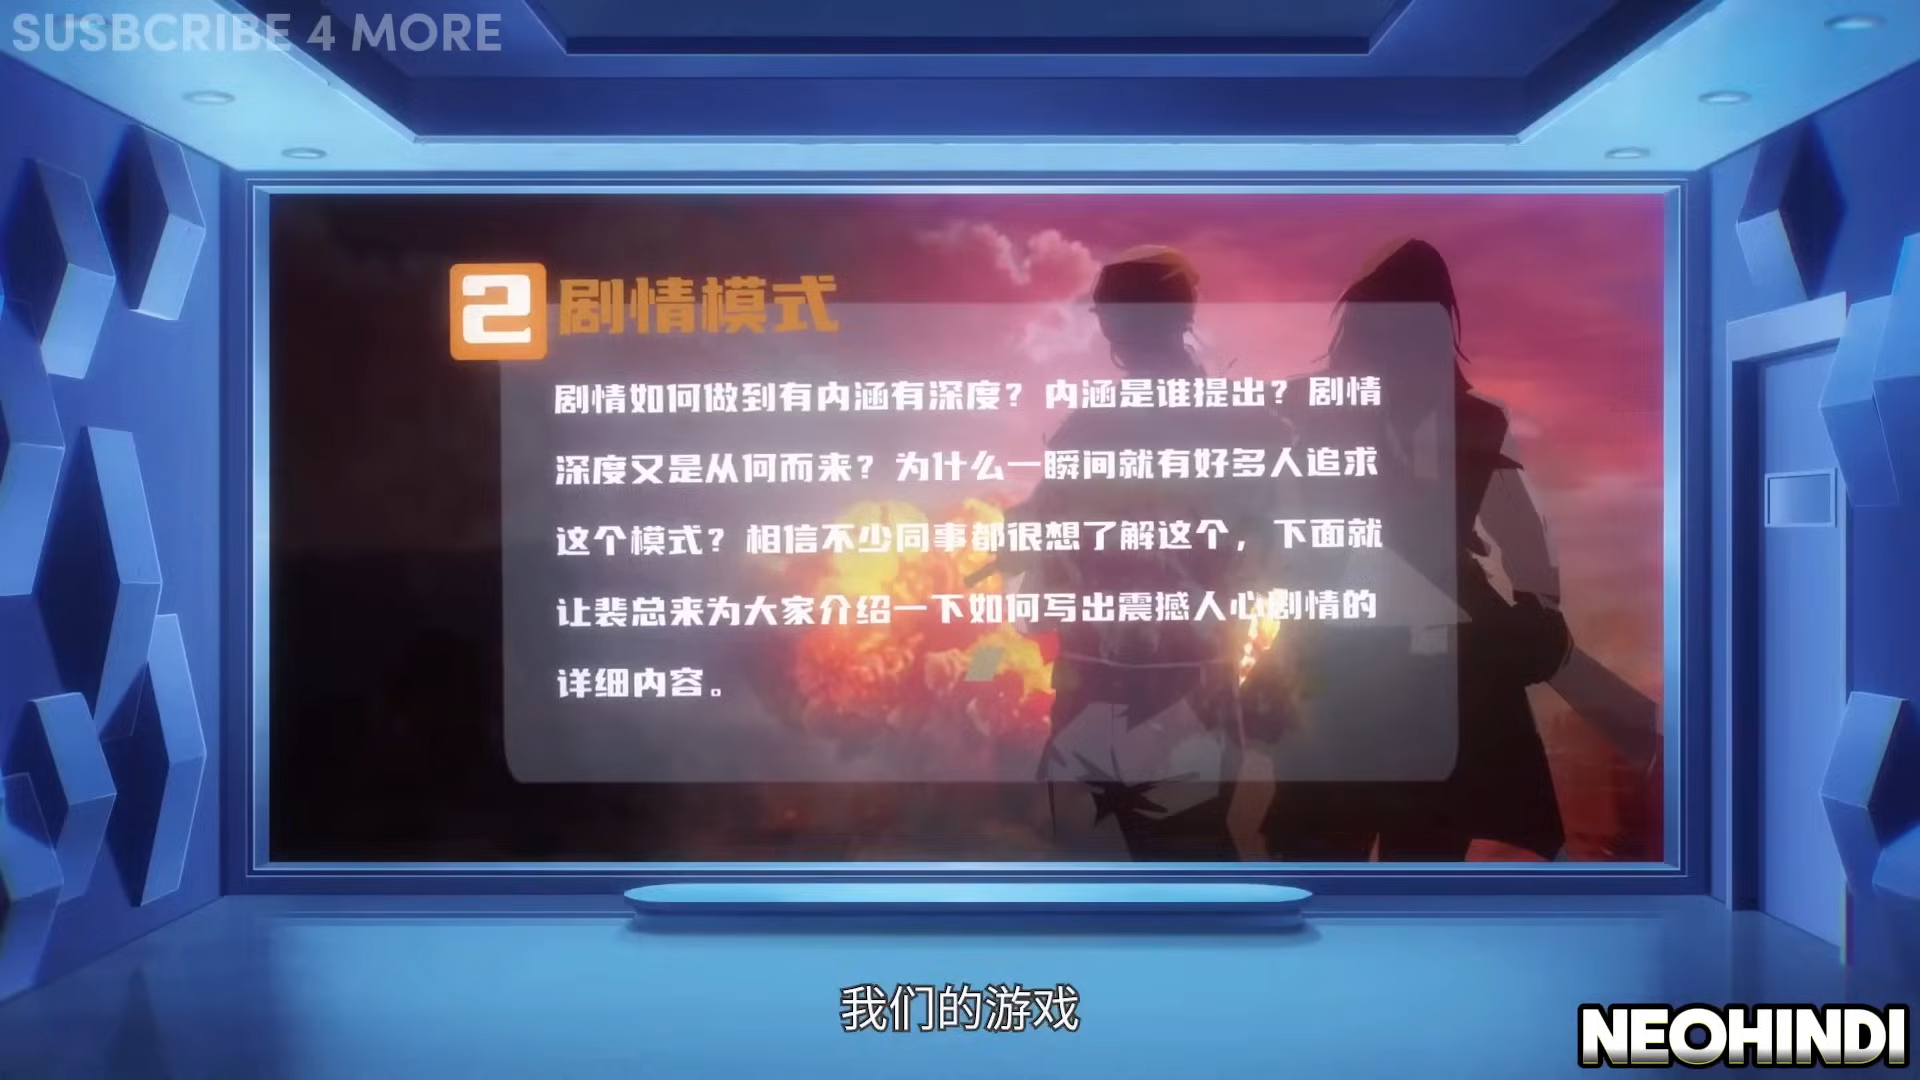 SUSBCRIBE 4 MORE
2 剧情模式
剧情如何做到有内涵有深度？内涵是谁提出？剧情
深度又是从何而来？为什么一瞬间就有好多人追求
这个模式？相信不少同事都很想了解这个，下面就
让裴总来为大家介绍一下如何写出震撼人心剧情的
详细内容。
我们的游戏
NEOHINDI